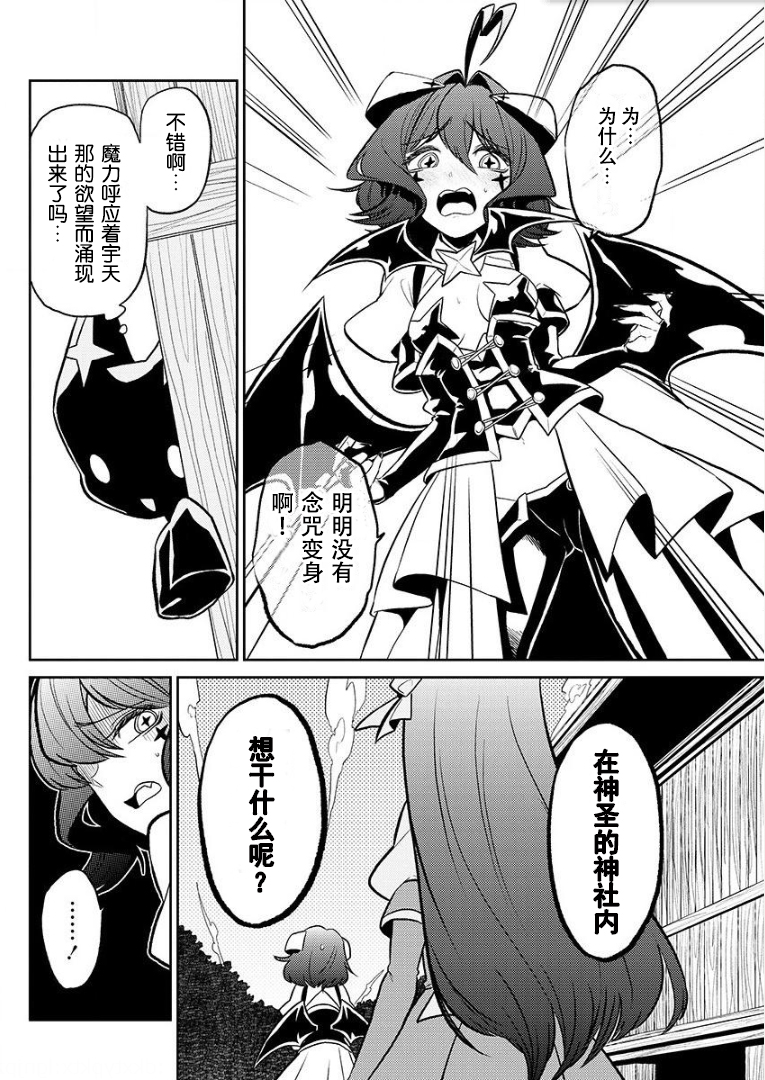 为…
为什么…
明明没有
念咒变身
啊！
不错啊…
魔力呼应着宇天
那的欲望而涌现
出来了吗…
在神圣的神社内
想干什么呢？
……